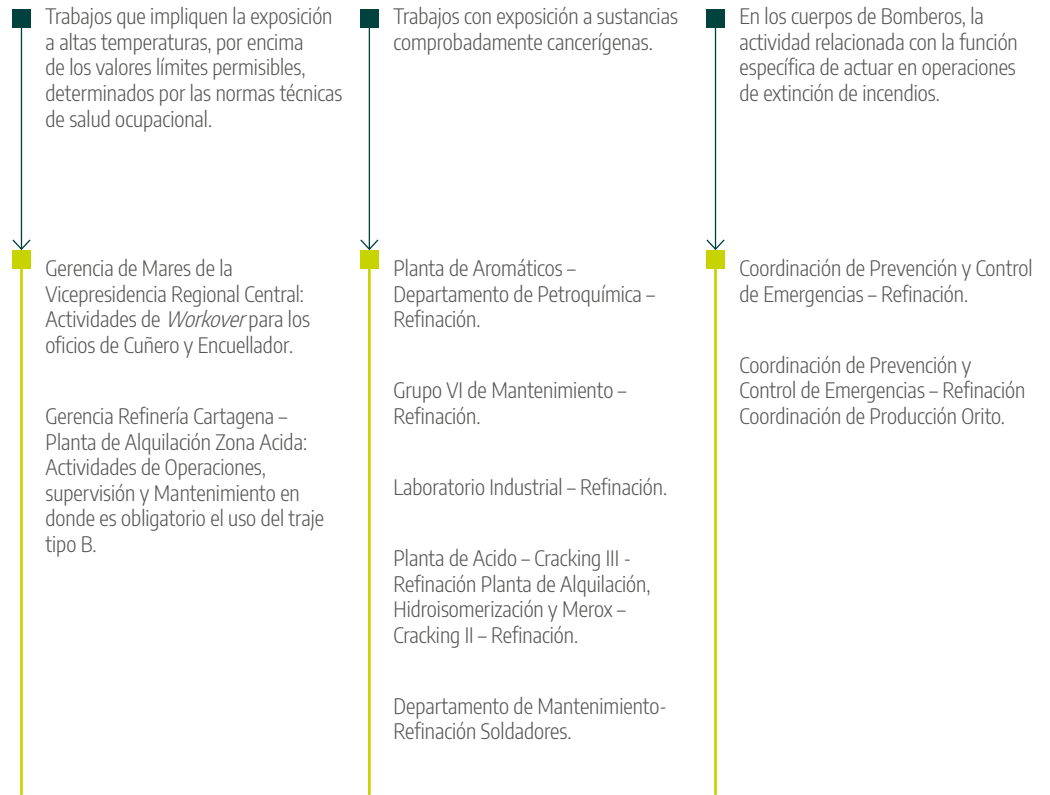 Trabajos que impliquen la exposición
a altas temperaturas, por encima
de los valores límites permisibles,
determinados por las normas técnicas
de salud ocupacional.
Gerencia de Mares de la
Vicepresidencia Regional Central:
Actividades de Workover para los
oficios de Cuñero y Encuellador.
Gerencia Refinería Cartagena –
Planta de Alquilación Zona Acida:
Actividades de Operaciones,
supervisión y Mantenimiento en
donde es obligatorio el uso del traje
tipo B.
Trabajos con exposición a sustancias
comprobadamente cancerígenas.
Planta de Aromáticos –
Departamento de Petroquímica –
Refinación.
Grupo VI de Mantenimiento –
Refinación.
Laboratorio Industrial – Refinación.
Planta de Acido – Cracking III -
Refinación Planta de Alquilación,
Hidroisomerización y Merox –
Cracking II – Refinación.
Departamento de Mantenimiento-
Refinación Soldadores.
En los cuerpos de Bomberos, la
actividad relacionada con la función
específica de actuar en operaciones
de extinción de incendios.
Coordinación de Prevención y Control
de Emergencias – Refinación.
Coordinación de Prevención y
Control de Emergencias – Refinación
Coordinación de Producción Orito.